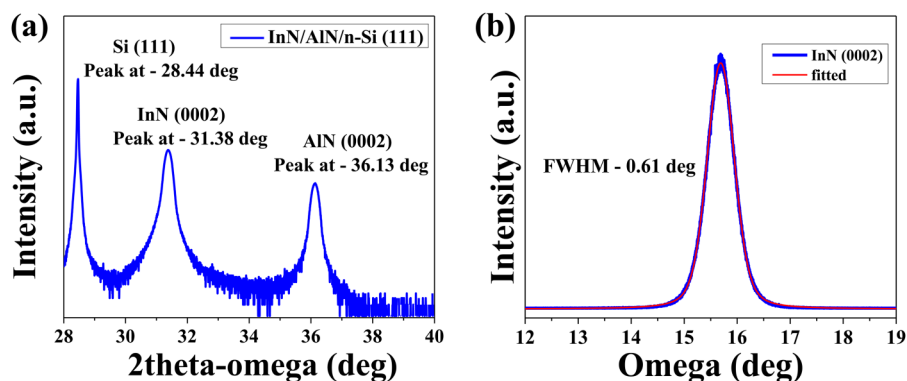 (a)
InN/AlN/n-Si (111)
Si (111)
Peak at - 28.44 deg
InN (0002)
Peak at - 31.38 deg
AlN (0002)
Peak at - 36.13 deg
Intensity (a.u.)
28 30 32 34 36 38 40
2theta-omega (deg)
(b)
InN (0002)
fitted
FWHM - 0.61 deg
Intensity (a.u.)
12 13 14 15 16 17 18 19
Omega (deg)